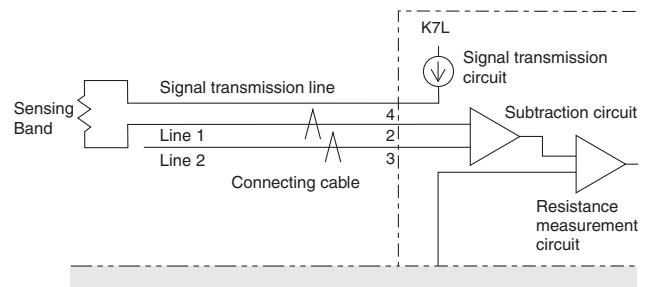 K7L
Signal transmission
circuit
Signal transmission line
Sensing
Band
4
Subtraction circuit
Line 1
2
Line 2
3
Connecting cable
Resistance
measurement
circuit